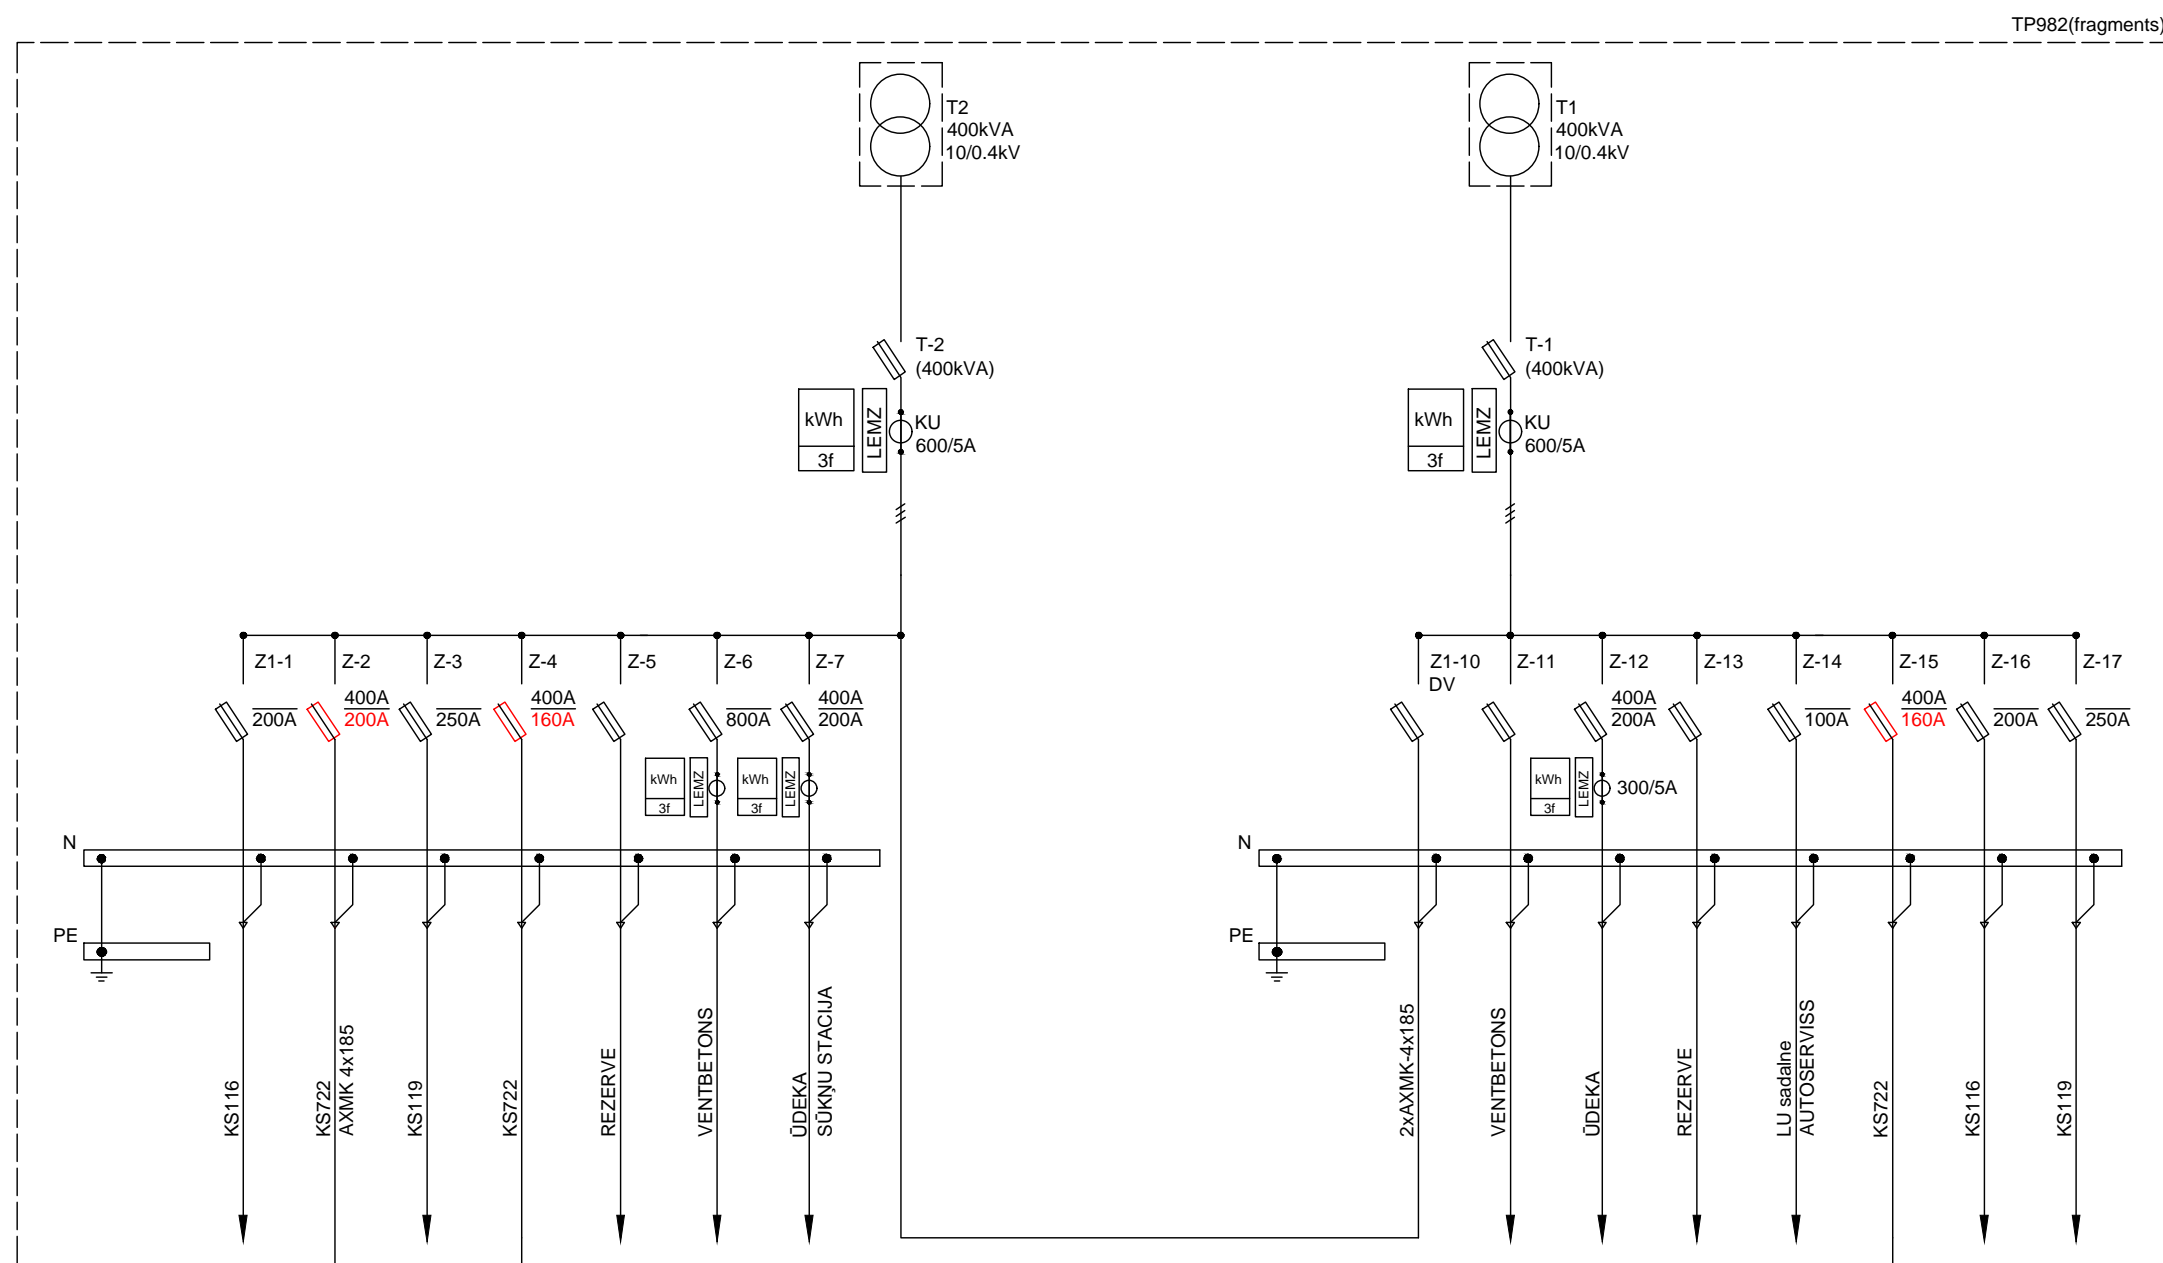 TP982(fragments)
T2
400kVA
10/0.4kV
T1
400kVA
10/0.4kV
T-2
(400kVA)
kWh
3f
LEMZ
KU
600/5A
T-1
(400kVA)
kWh
3f
LEMZ
KU
600/5A
Z1-1
Z-2
Z-3
Z-4
Z-5
Z-6
Z-7
200A
400A
200A
250A
400A
160A
800A
400A
200A
kWh
3f
LEMZ
kWh
3f
LEMZ
N
PE
KS116
KS722
AXMK 4x185
KS119
KS722
REZERVE
VENTBETONS
ŪDEKA
SŪKŅU STACIJA
Z1-10
DV
Z-11
Z-12
Z-13
Z-14
Z-15
Z-16
Z-17
400A
200A
100A
400A
160A
200A
250A
kWh
3f
LEMZ
300/5A
N
PE
2xAXMK-4x185
VENTBETONS
ŪDEKA
REZERVE
LU sadalne
AUTOSERVISS
KS722
KS116
KS119